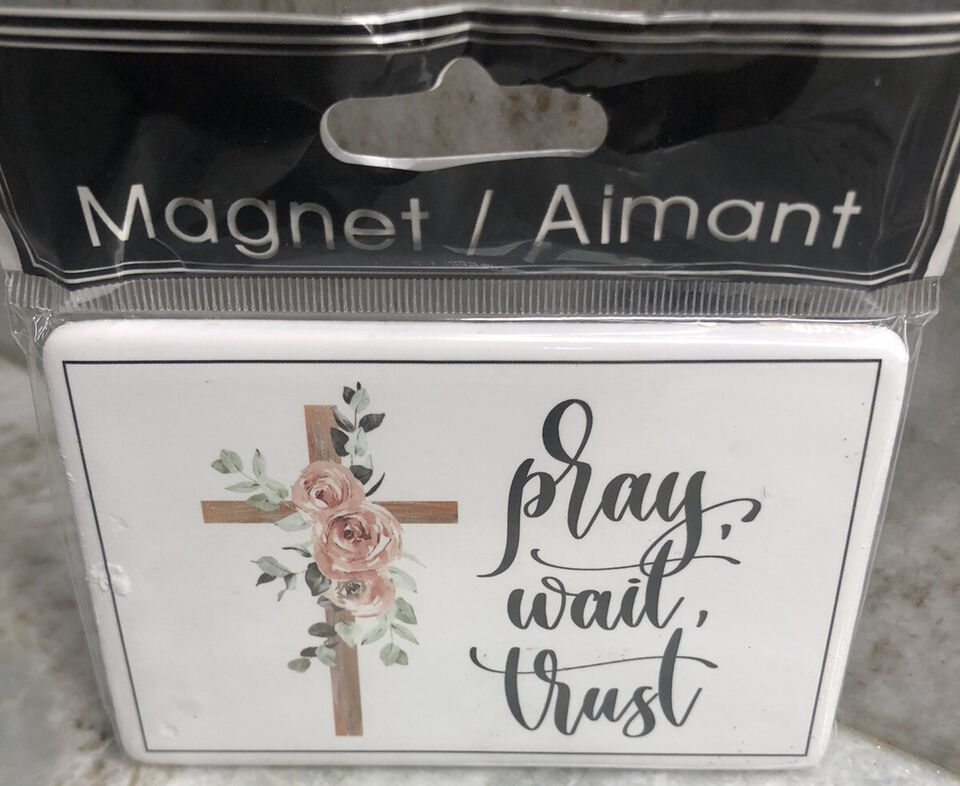 Magnet / Aimant
pray,
wait,
trust